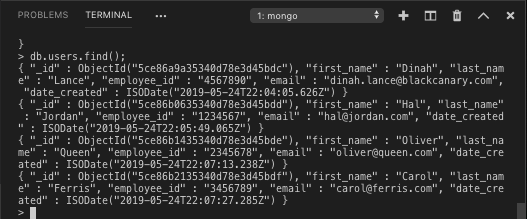 PROBLEMS TERMINAL ••• 1: mongo
}
> db.users.find();
{ "_id" : ObjectId("5ce86a9a35340d78e3d45bdc"), "first_name" : "Dinah", "last_nam
e" : "Lance", "employee_id" : "4567890", "email" : "dinah.lance@blackcanary.com",
"date_created" : ISODate("2019-05-24T22:04:05.626Z") }
{ "_id" : ObjectId("5ce86b0635340d78e3d45bdd"), "first_name" : "Hal", "last_name"
: "Jordan", "employee_id" : "1234567", "email" : "hal@jordan.com", "date_created
" : ISODate("2019-05-24T22:05:49.065Z") }
{ "_id" : ObjectId("5ce86b1435340d78e3d45bde"), "first_name" : "Oliver", "last_na
me" : "Queen", "employee_id" : "2345678", "email" : "oliver@queen.com", "date_cre
ated" : ISODate("2019-05-24T22:07:13.238Z") }
{ "_id" : ObjectId("5ce86b2135340d78e3d45bdf"), "first_name" : "Carol", "last_nam
e" : "Ferris", "employee_id" : "3456789", "email" : "carol@ferris.com", "date_cre
ated" : ISODate("2019-05-24T22:07:27.285Z") }
>